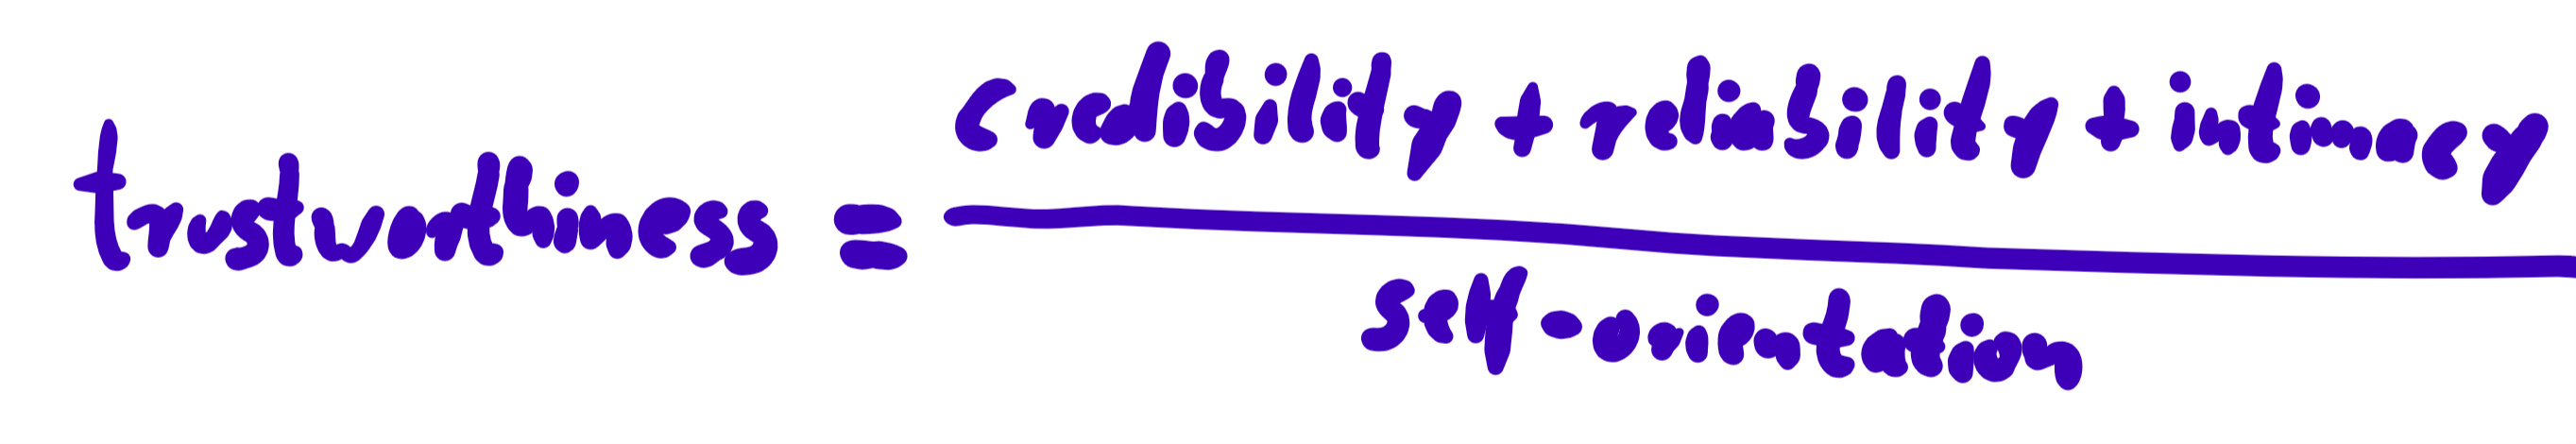 credibility + reliability + intimacy
trustworthiness =
self-orientation